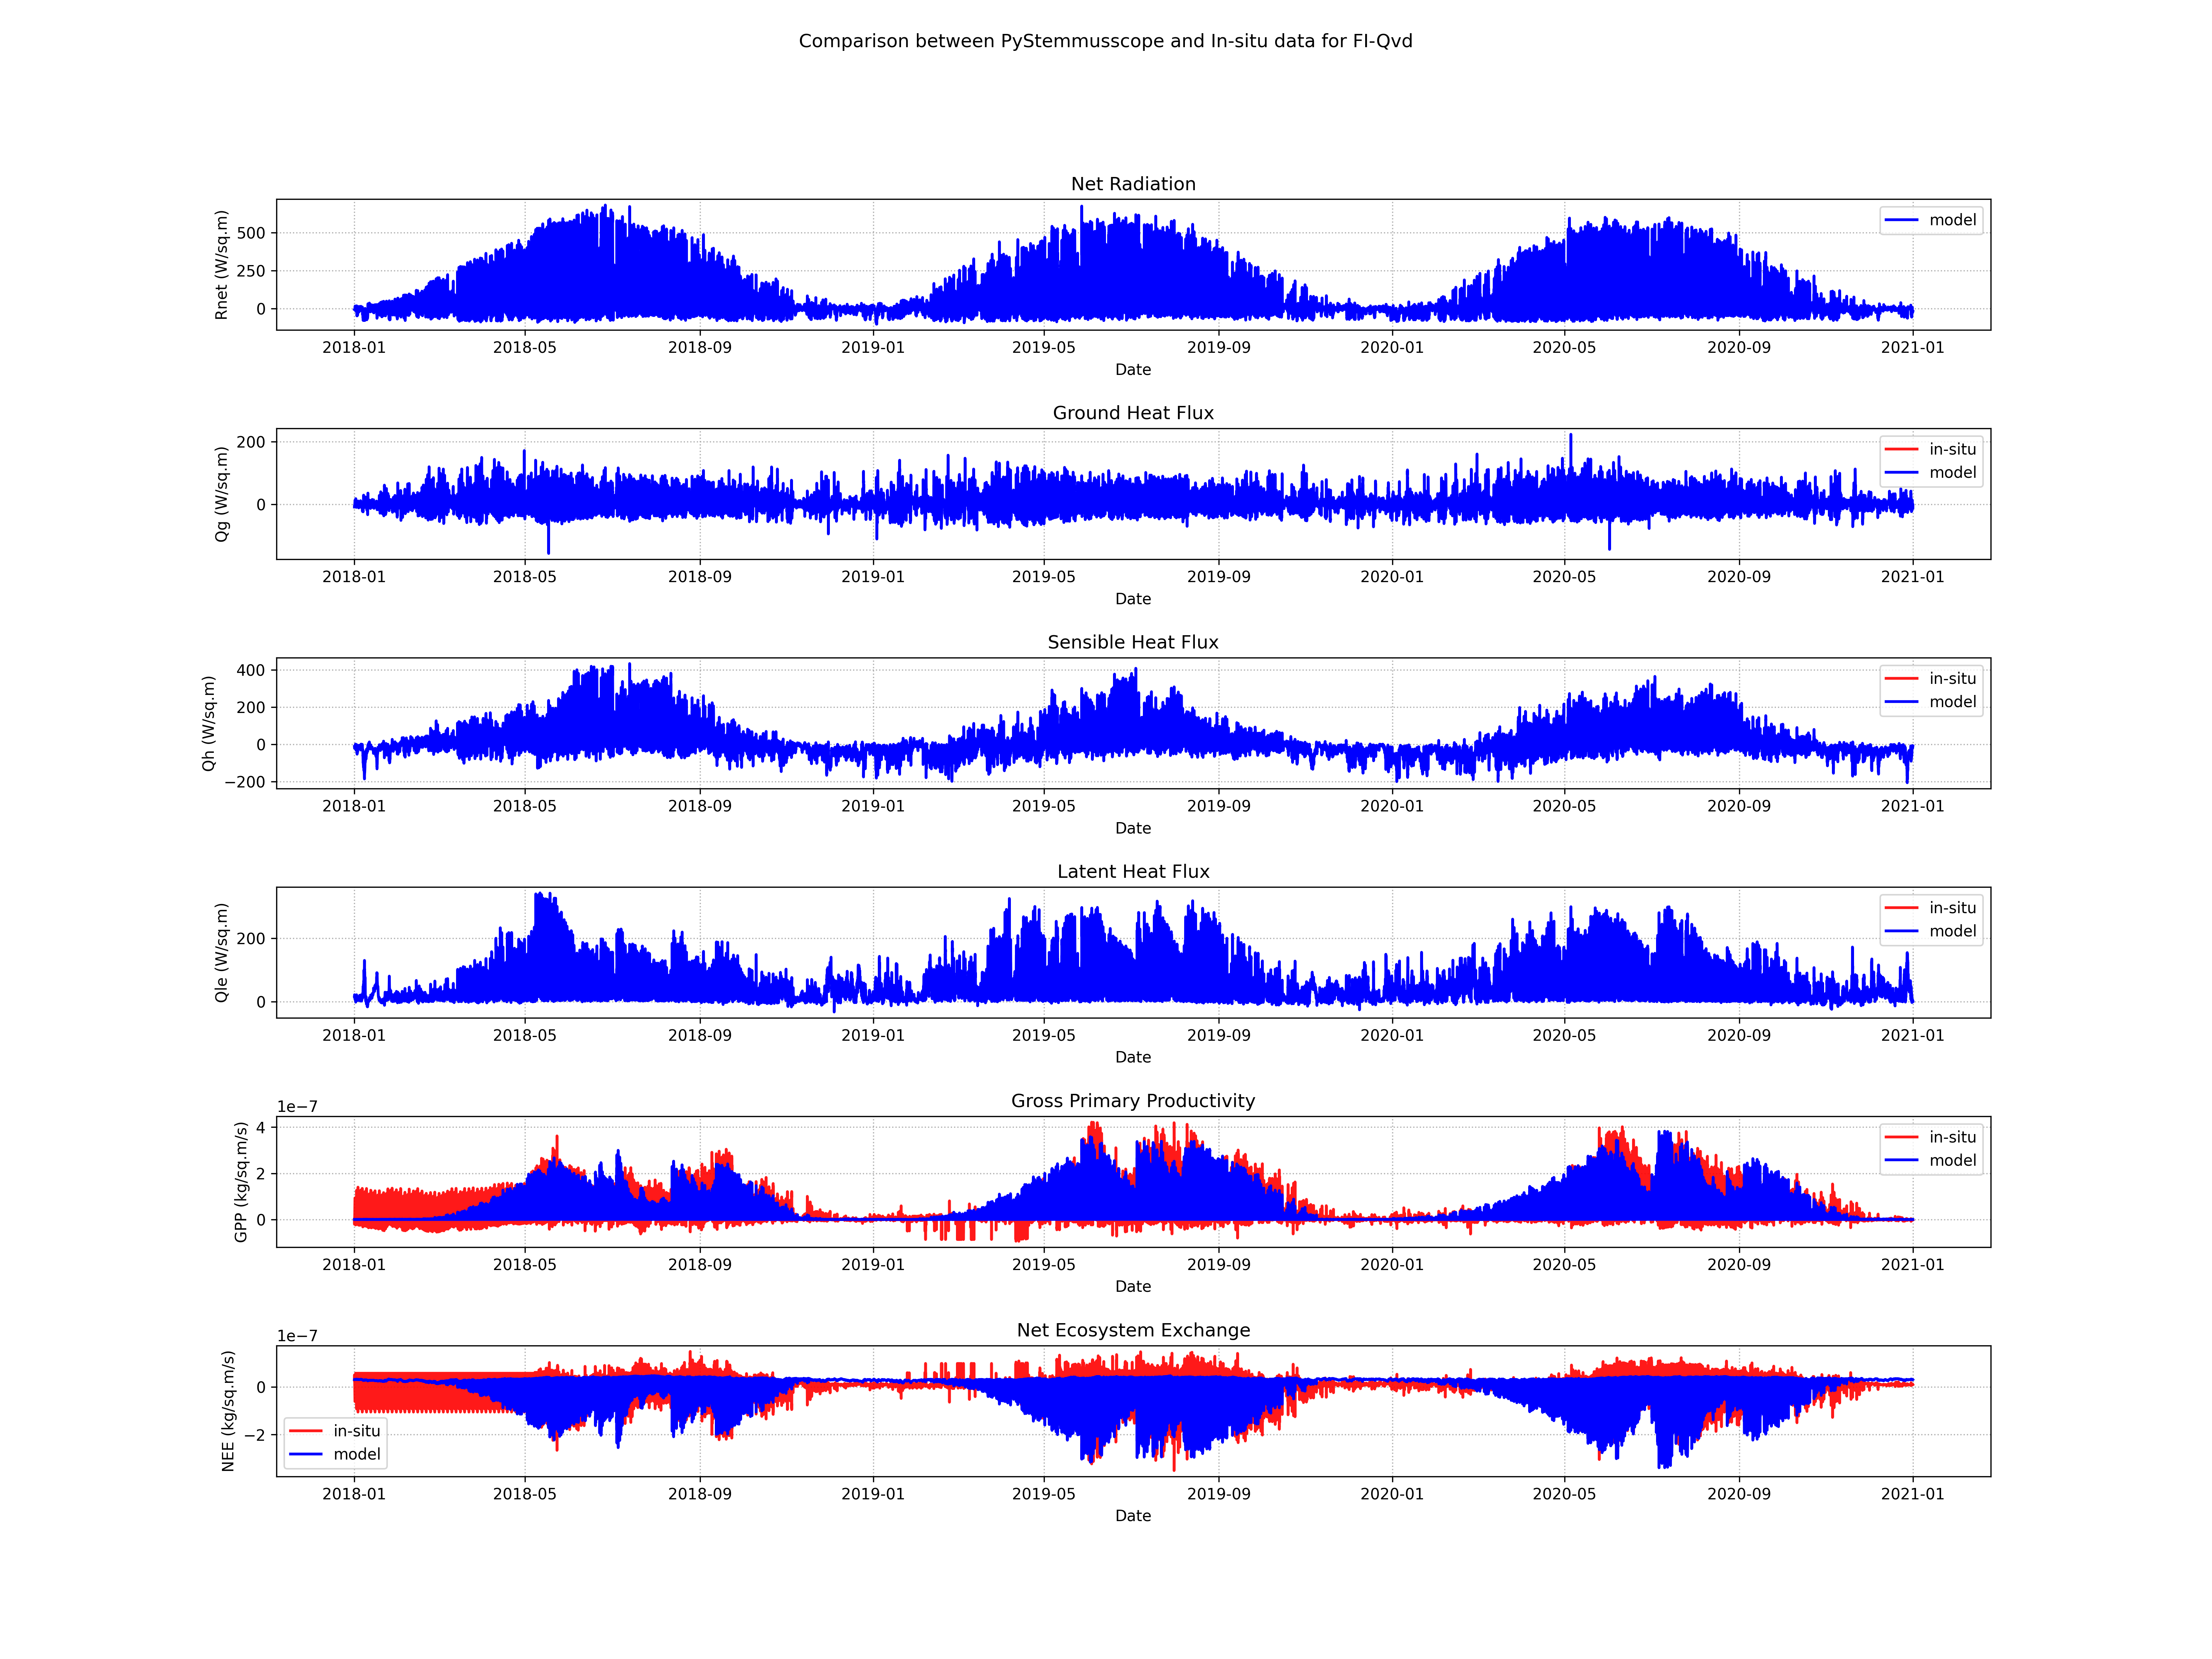 Comparison between PyStemmusscope and In-situ data for FI-Qvd
Net Radiation
Rnet (W/sq.m)
500
250
0
model
2018-01 2018-05 2018-09 2019-01 2019-05 2019-09 2020-01 2020-05 2020-09 2021-01
Date
Ground Heat Flux
Qg (W/sq.m)
200
0
in-situ
model
2018-01 2018-05 2018-09 2019-01 2019-05 2019-09 2020-01 2020-05 2020-09 2021-01
Date
Sensible Heat Flux
Qh (W/sq.m)
400
200
0
−200
in-situ
model
2018-01 2018-05 2018-09 2019-01 2019-05 2019-09 2020-01 2020-05 2020-09 2021-01
Date
Latent Heat Flux
Qle (W/sq.m)
200
0
in-situ
model
2018-01 2018-05 2018-09 2019-01 2019-05 2019-09 2020-01 2020-05 2020-09 2021-01
Date
Gross Primary Productivity
1e−7
GPP (kg/sq.m/s)
4
2
0
in-situ
model
2018-01 2018-05 2018-09 2019-01 2019-05 2019-09 2020-01 2020-05 2020-09 2021-01
Date
Net Ecosystem Exchange
1e−7
NEE (kg/sq.m/s)
0
−2
in-situ
model
2018-01 2018-05 2018-09 2019-01 2019-05 2019-09 2020-01 2020-05 2020-09 2021-01
Date